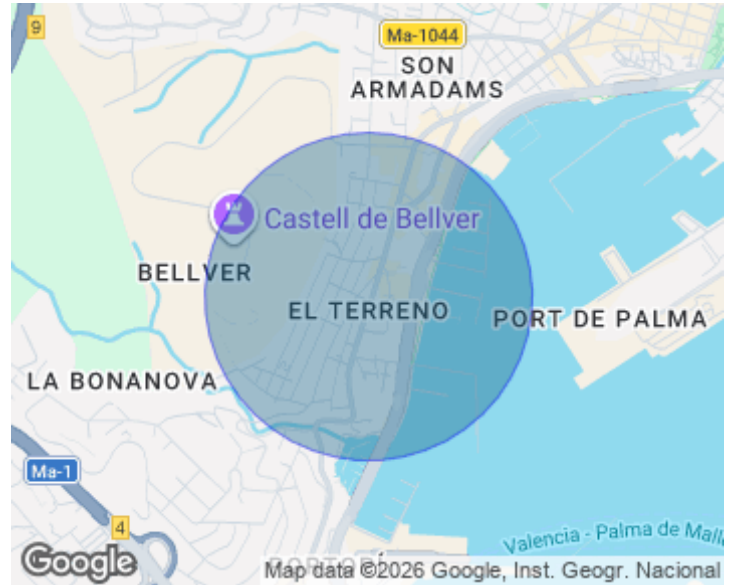 9
Ma-1044
SON
ARMADAMS
Castell de Bellver
BELLVER
EL TERRENO
PORT DE PALMA
LA BONANOVA
Ma-1
4
Valencia - Palma de Mall
PORTOPÍ
Google
Map data ©2026 Google, Inst. Geogr. Nacional